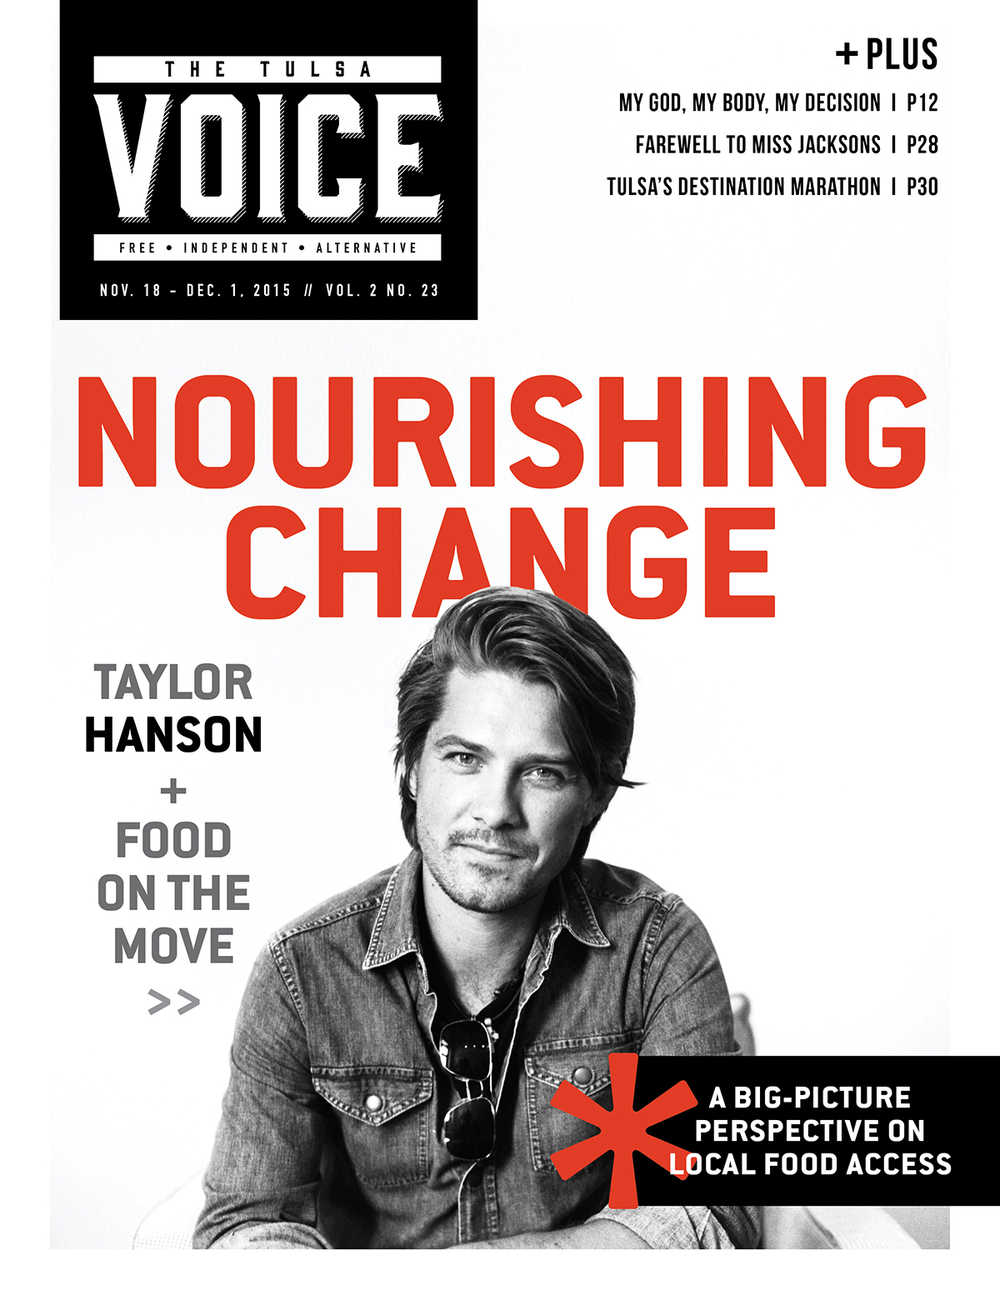 THE TULSA
VOICE
FREE • INDEPENDENT • ALTERNATIVE
NOV. 18 – DEC. 1, 2015 // VOL. 2 NO. 23
+ PLUS
MY GOD, MY BODY, MY DECISION | P12
FAREWELL TO MISS JACKSONS | P28
TULSA'S DESTINATION MARATHON | P30
NOURISHING
CHANGE
TAYLOR
HANSON
+
FOOD
ON THE
MOVE
>>
A BIG-PICTURE
PERSPECTIVE ON
LOCAL FOOD ACCESS